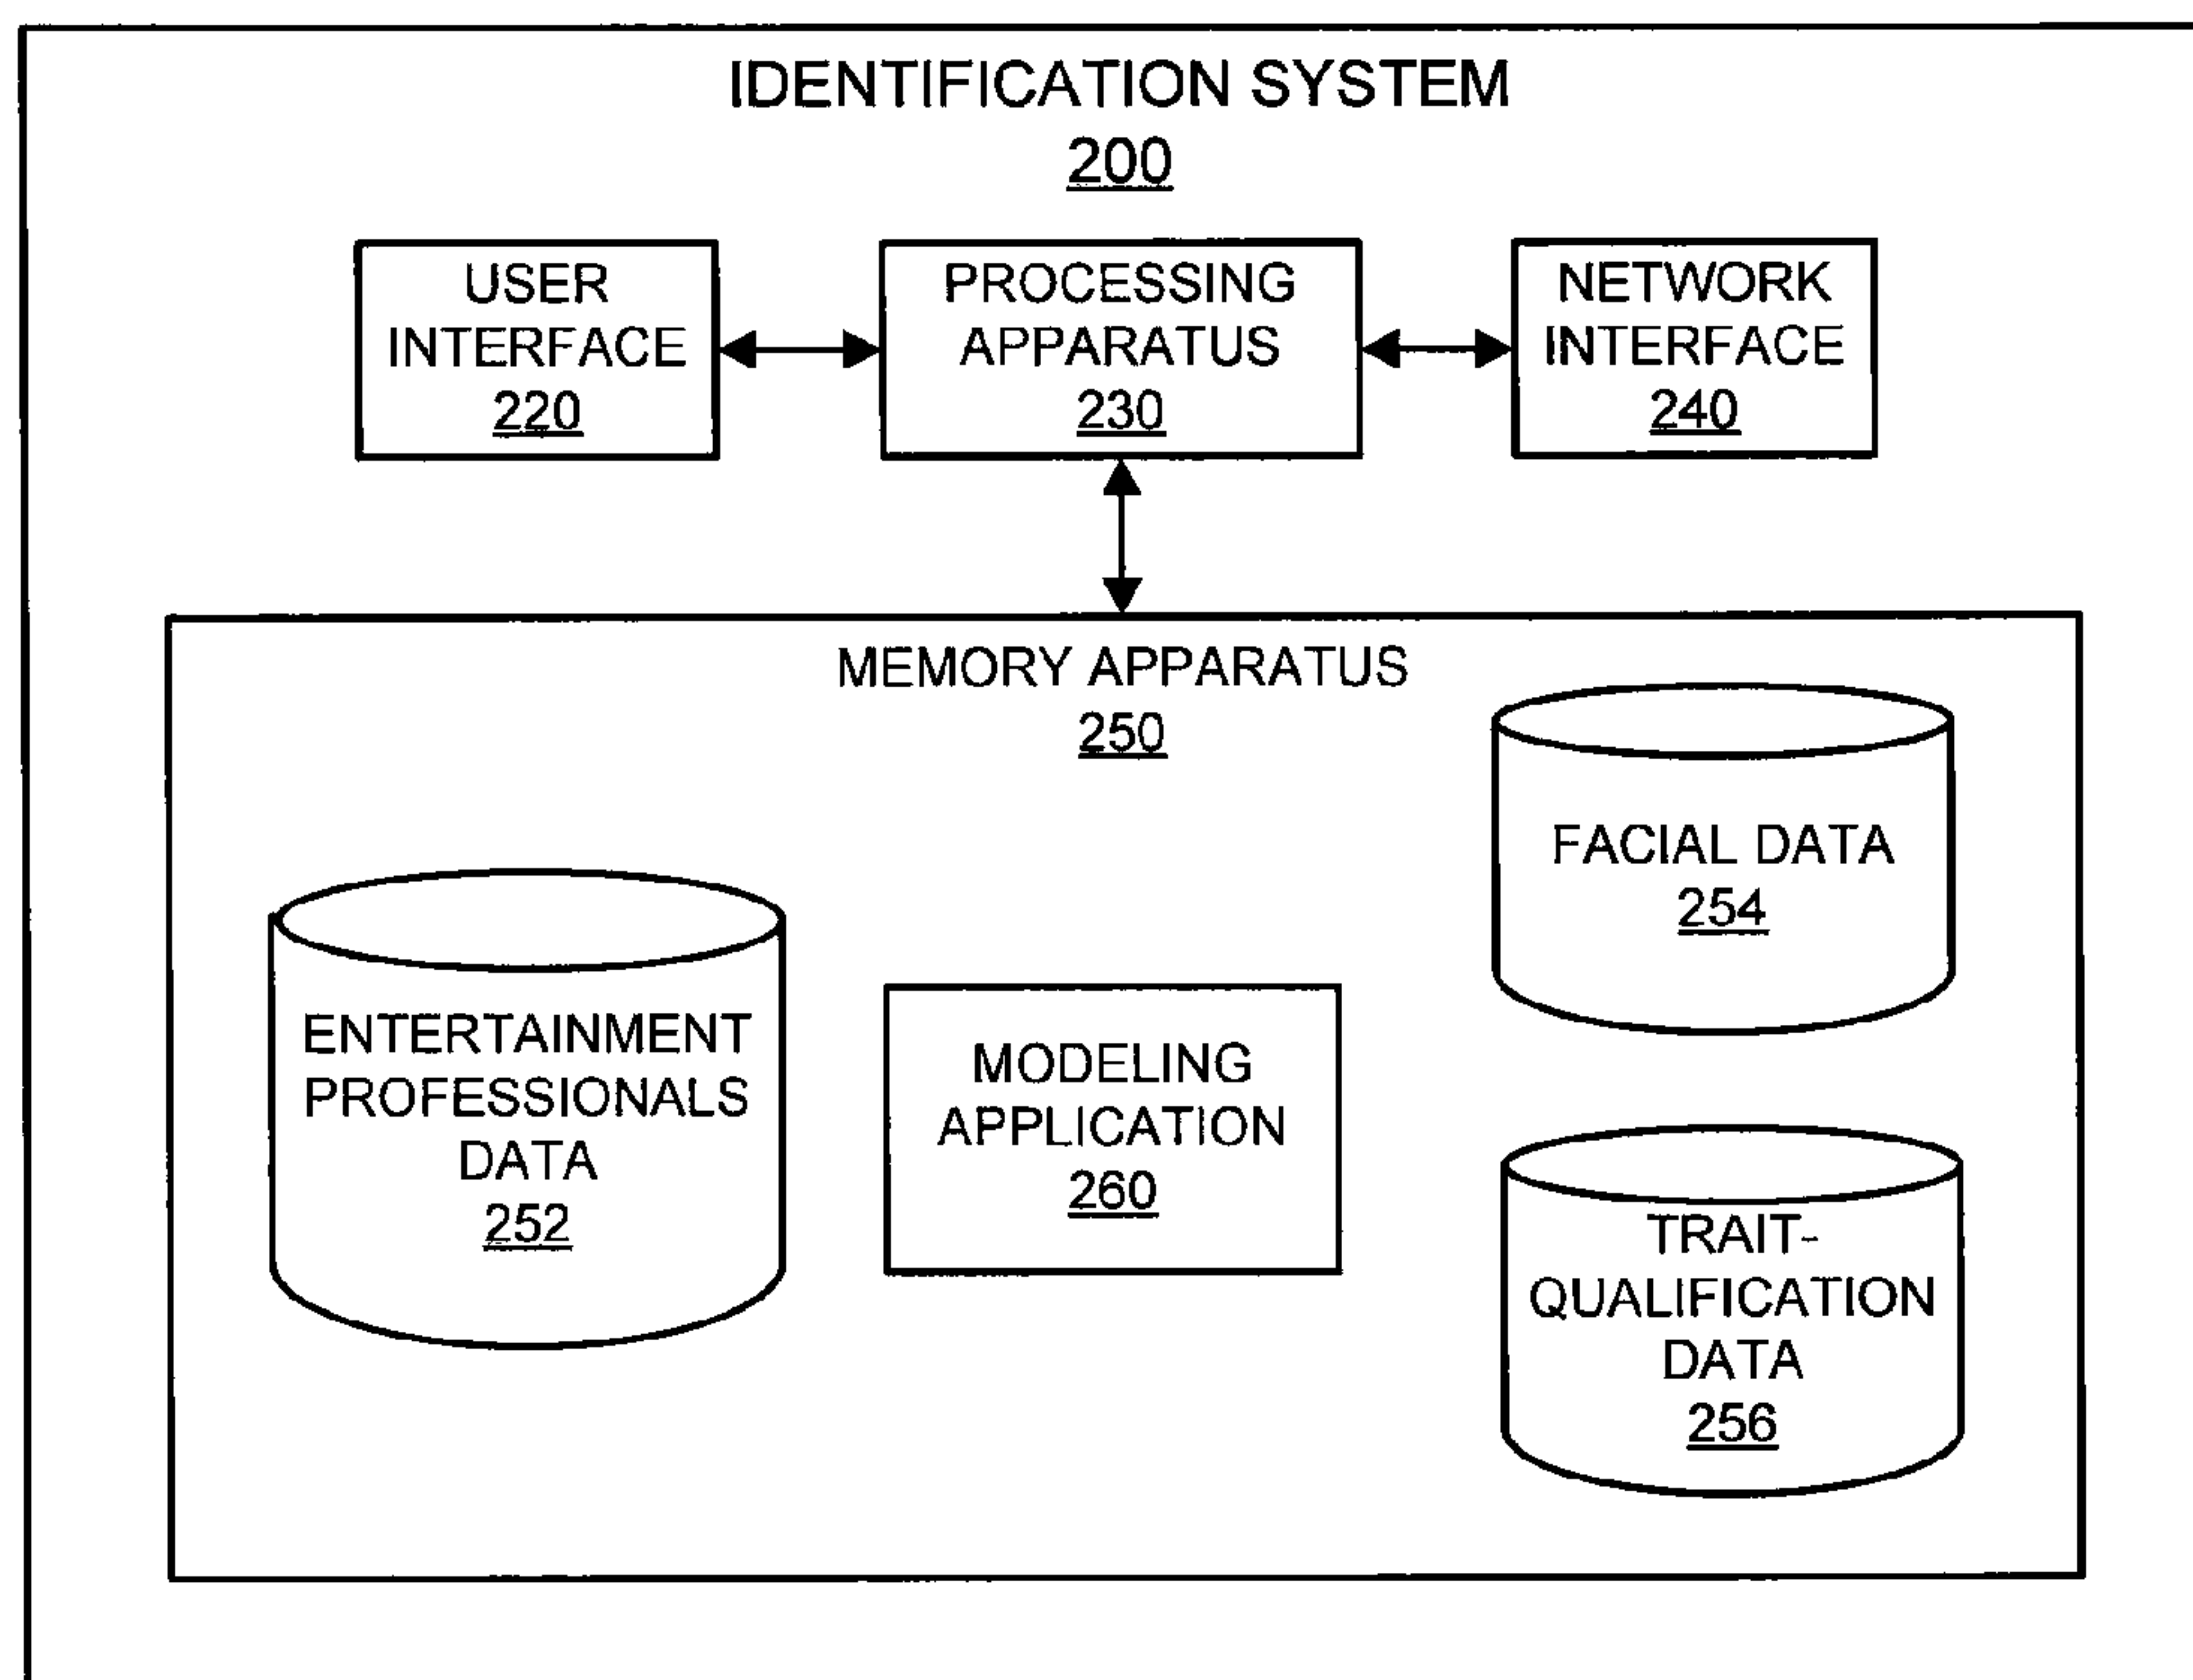 IDENTIFICATION SYSTEM
200
USER
INTERFACE
220
PROCESSING
APPARATUS
230
NETWORK
INTERFACE
240
MEMORY APPARATUS
250
FACIAL DATA
254
ENTERTAINMENT
PROFESSIONALS
DATA
252
MODELING
APPLICATION
260
TRAIT-
QUALIFICATION
DATA
256